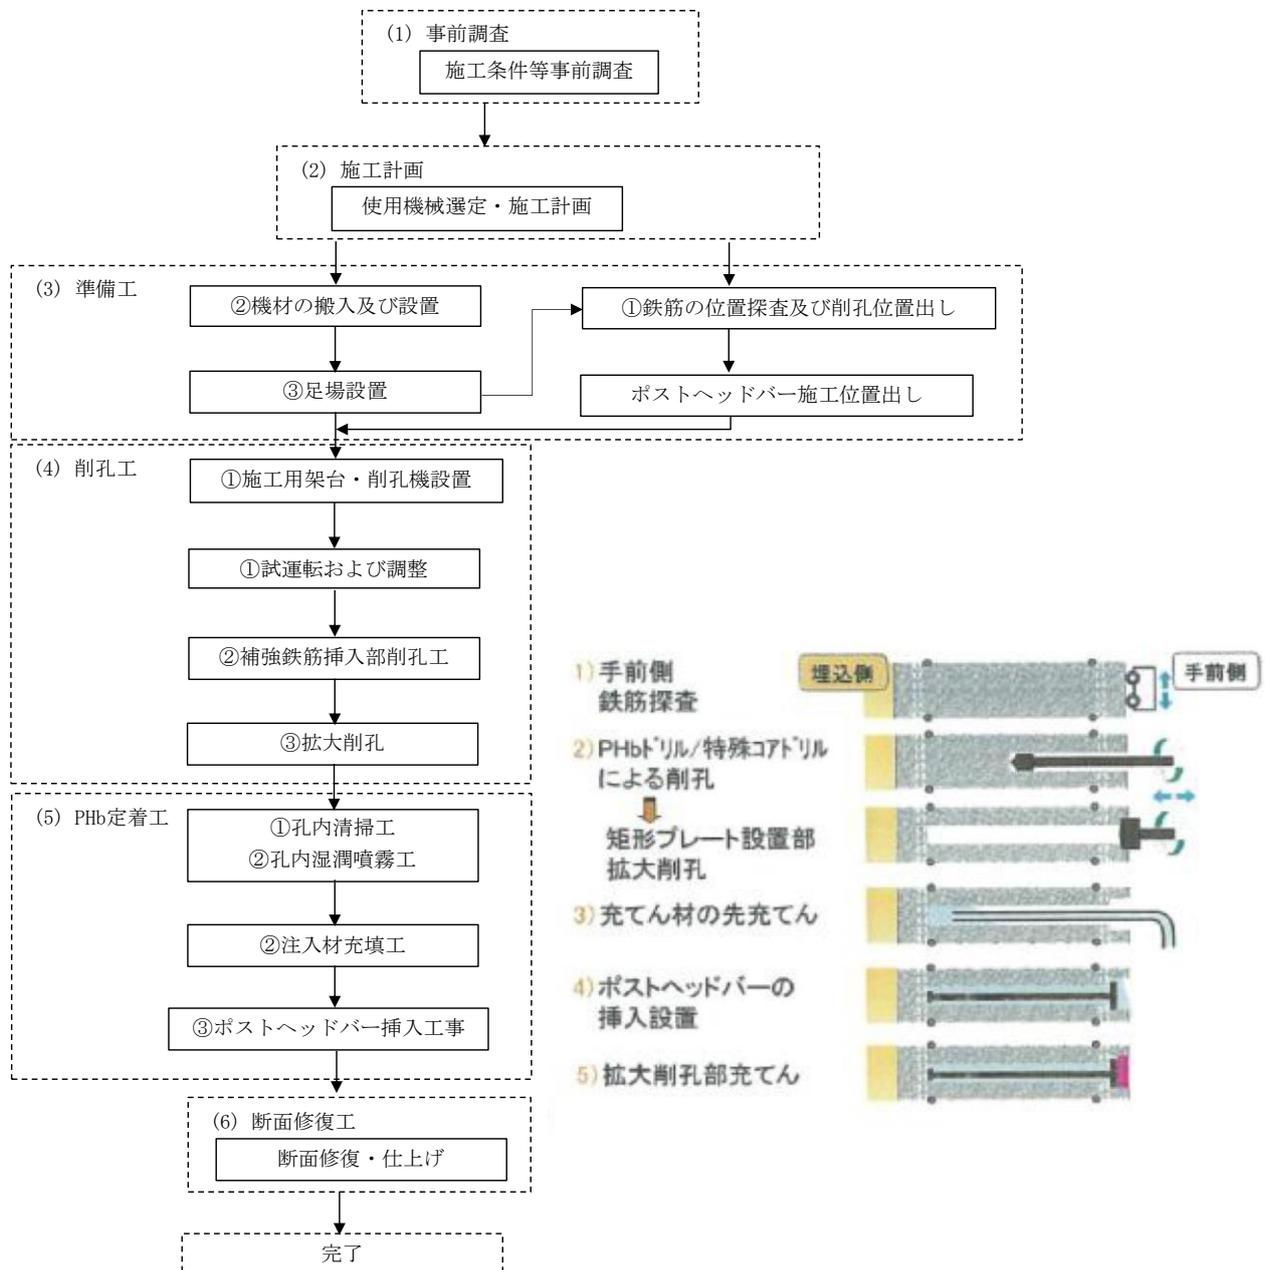 (1) 事前調査
施工条件等事前調査
(2) 施工計画
使用機械選定・施工計画
(3) 準備工
②機材の搬入及び設置
①鉄筋の位置探査及び削孔位置出し
③足場設置
ポストヘッドバー施工位置出し
(4) 削孔工
①施工用架台・削孔機設置
①試運転および調整
②補強鉄筋挿入部削孔工
③拡大削孔
(5) PHb定着工
①孔内清掃工
②孔内湿潤噴霧工
②注入材充填工
③ポストヘッドバー挿入工事
(6) 断面修復工
断面修復・仕上げ
完了
1) 手前側
鉄筋探査
埋込側
手前側
2) PHbドリル/特殊コアドリル
による削孔
矩形プレート設置部
拡大削孔
3) 充てん材の先充てん
4) ポストヘッドバーの
挿入設置
5) 拡大削孔部充てん